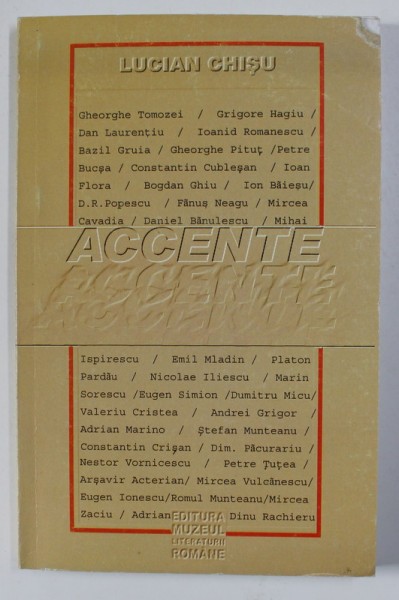 LUCIAN CHIȘU
Gheorghe Tomozei / Grigore Hagiu /
Dan Laurențiu / Ioanid Romanescu /
Bazil Gruia / Gheorghe Pituț /Petre
Bucșa / Constantin Cubleșan / Ioan
Flora / Bogdan Ghiu / Ion Băieșu/
D.R.Popescu / Fănuș Neagu / Mircea
Cavadia / Daniel Bănulescu / Mihai
ACCENTE
ACCENTE
ACCENTE
Ispirescu / Emil Mladin / Platon
Pardău / Nicolae Iliescu / Marin
Sorescu /Eugen Simion /Dumitru Micu/
Valeriu Cristea / Andrei Grigor /
Adrian Marino / Ștefan Munteanu /
Constantin Crișan / Dim. Păcurariu /
Nestor Vornicescu / Petre Țuțea /
Arșavir Acterian/ Mircea Vulcănescu/
Eugen Ionescu/Romul Munteanu/Mircea
Zaciu / Adrian Dinu Rachieru
EDITURA
MUZEUL
LITERATURII
ROMÂNE